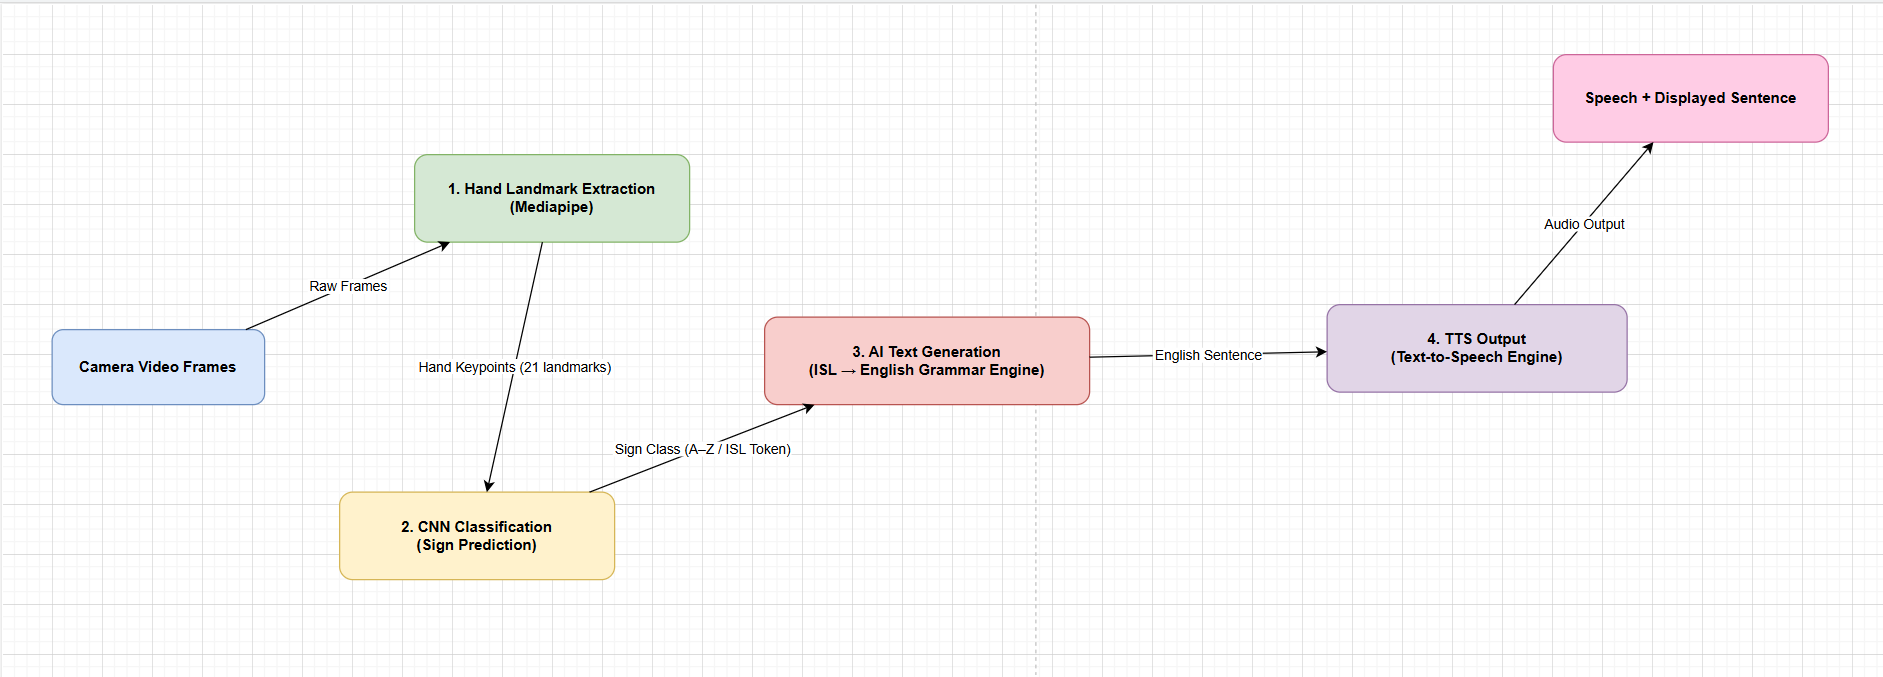 Speech + Displayed Sentence
1. Hand Landmark Extraction
(Mediapipe)
Audio Output
Raw Frames
Camera Video Frames
Hand Keypoints (21 landmarks)
3. AI Text Generation
(ISL → English Grammar Engine)
English Sentence
4. TTS Output
(Text-to-Speech Engine)
Sign Class (A–Z / ISL Token)
2. CNN Classification
(Sign Prediction)